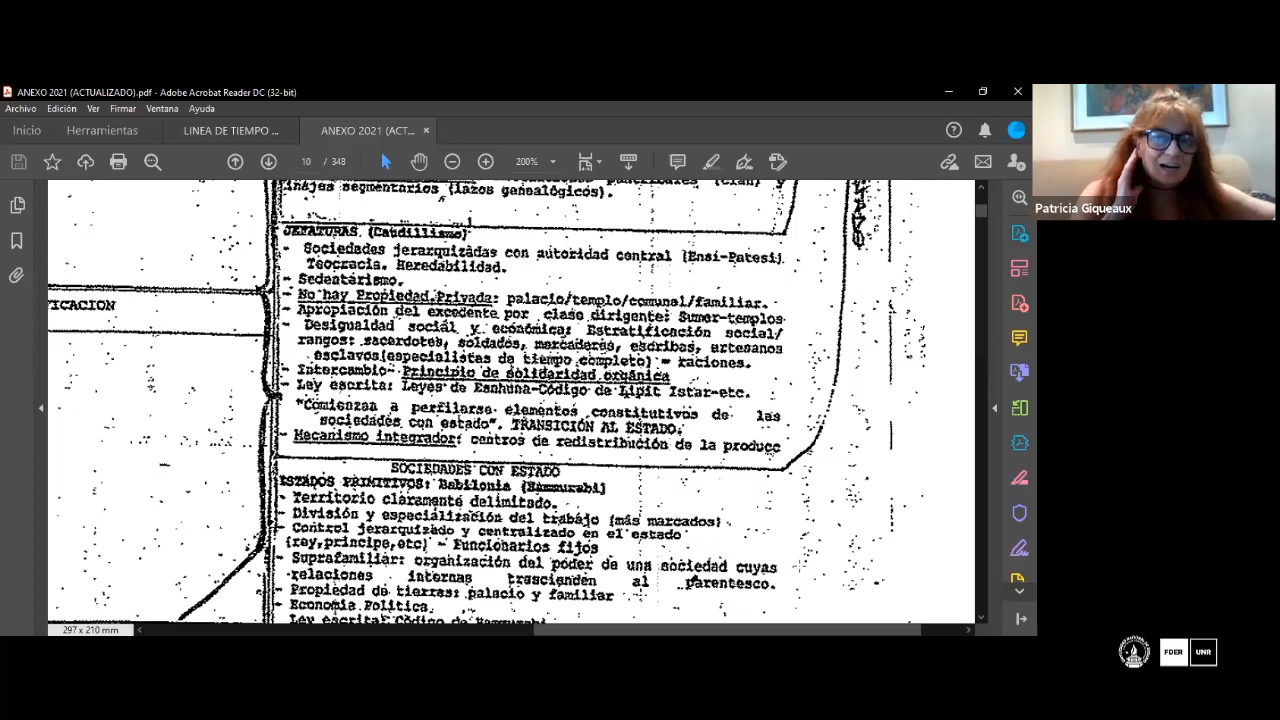 ANEXO 2021 (ACTUALIZADO).pdf - Adobe Acrobat Reader DC (32-bit)
Archivo Edición Ver Firmar Ventana Ayuda
Inicio Herramientas LINEA DE TIEMPO ... ANEXO 2021 (ACT... ×
10 / 348 200%
Patricia Giqueaux
linajes segmentarios (lazos genealógicos).
JEFATURAS (Caudillismo)
- Sociedades jerarquizadas con autoridad central (Ensi-Patesi)
Teocracia. Heredabilidad.
- Sedentarismo.
- No hay Propiedad Privada: palacio/templo/comunal/familiar.
- Apropiación del excedente por clase dirigente: Sumer-templos
- Desigualdad social y económica: Estratificación social/
rangos: sacerdotes, soldados, mercaderes, escribas, artesanos
esclavos(especialistas de tiempo completo) - raciones.
- Intercambio- Principio de solidaridad orgánica
- Ley escrita: Leyes de Esnhuna-Código de Lipit Istar-etc.
"Comienzan a perfilarse elementos constitutivos de las
sociedades con estado". TRANSICIÓN AL ESTADO.
- Mecanismo integrador: centros de redistribución de la producc
ICACION
SOCIEDADES CON ESTADO
ESTADOS PRIMITIVOS: Babilonia (Hammurabi)
- Territorio claramente delimitado.
- División y especialización del trabajo (más marcados)
- Control jerarquizado y centralizado en el estado
(rey,principe,etc) - Funcionarios fijos
- Suprafamiliar: organización del poder de una sociedad cuyas
relaciones internas trascienden al parentesco.
- Propiedad de tierras: palacio y familiar
- Economía Política.
- Ley escrita: Código de Hammurabi
297 x 210 mm
FDER UNR